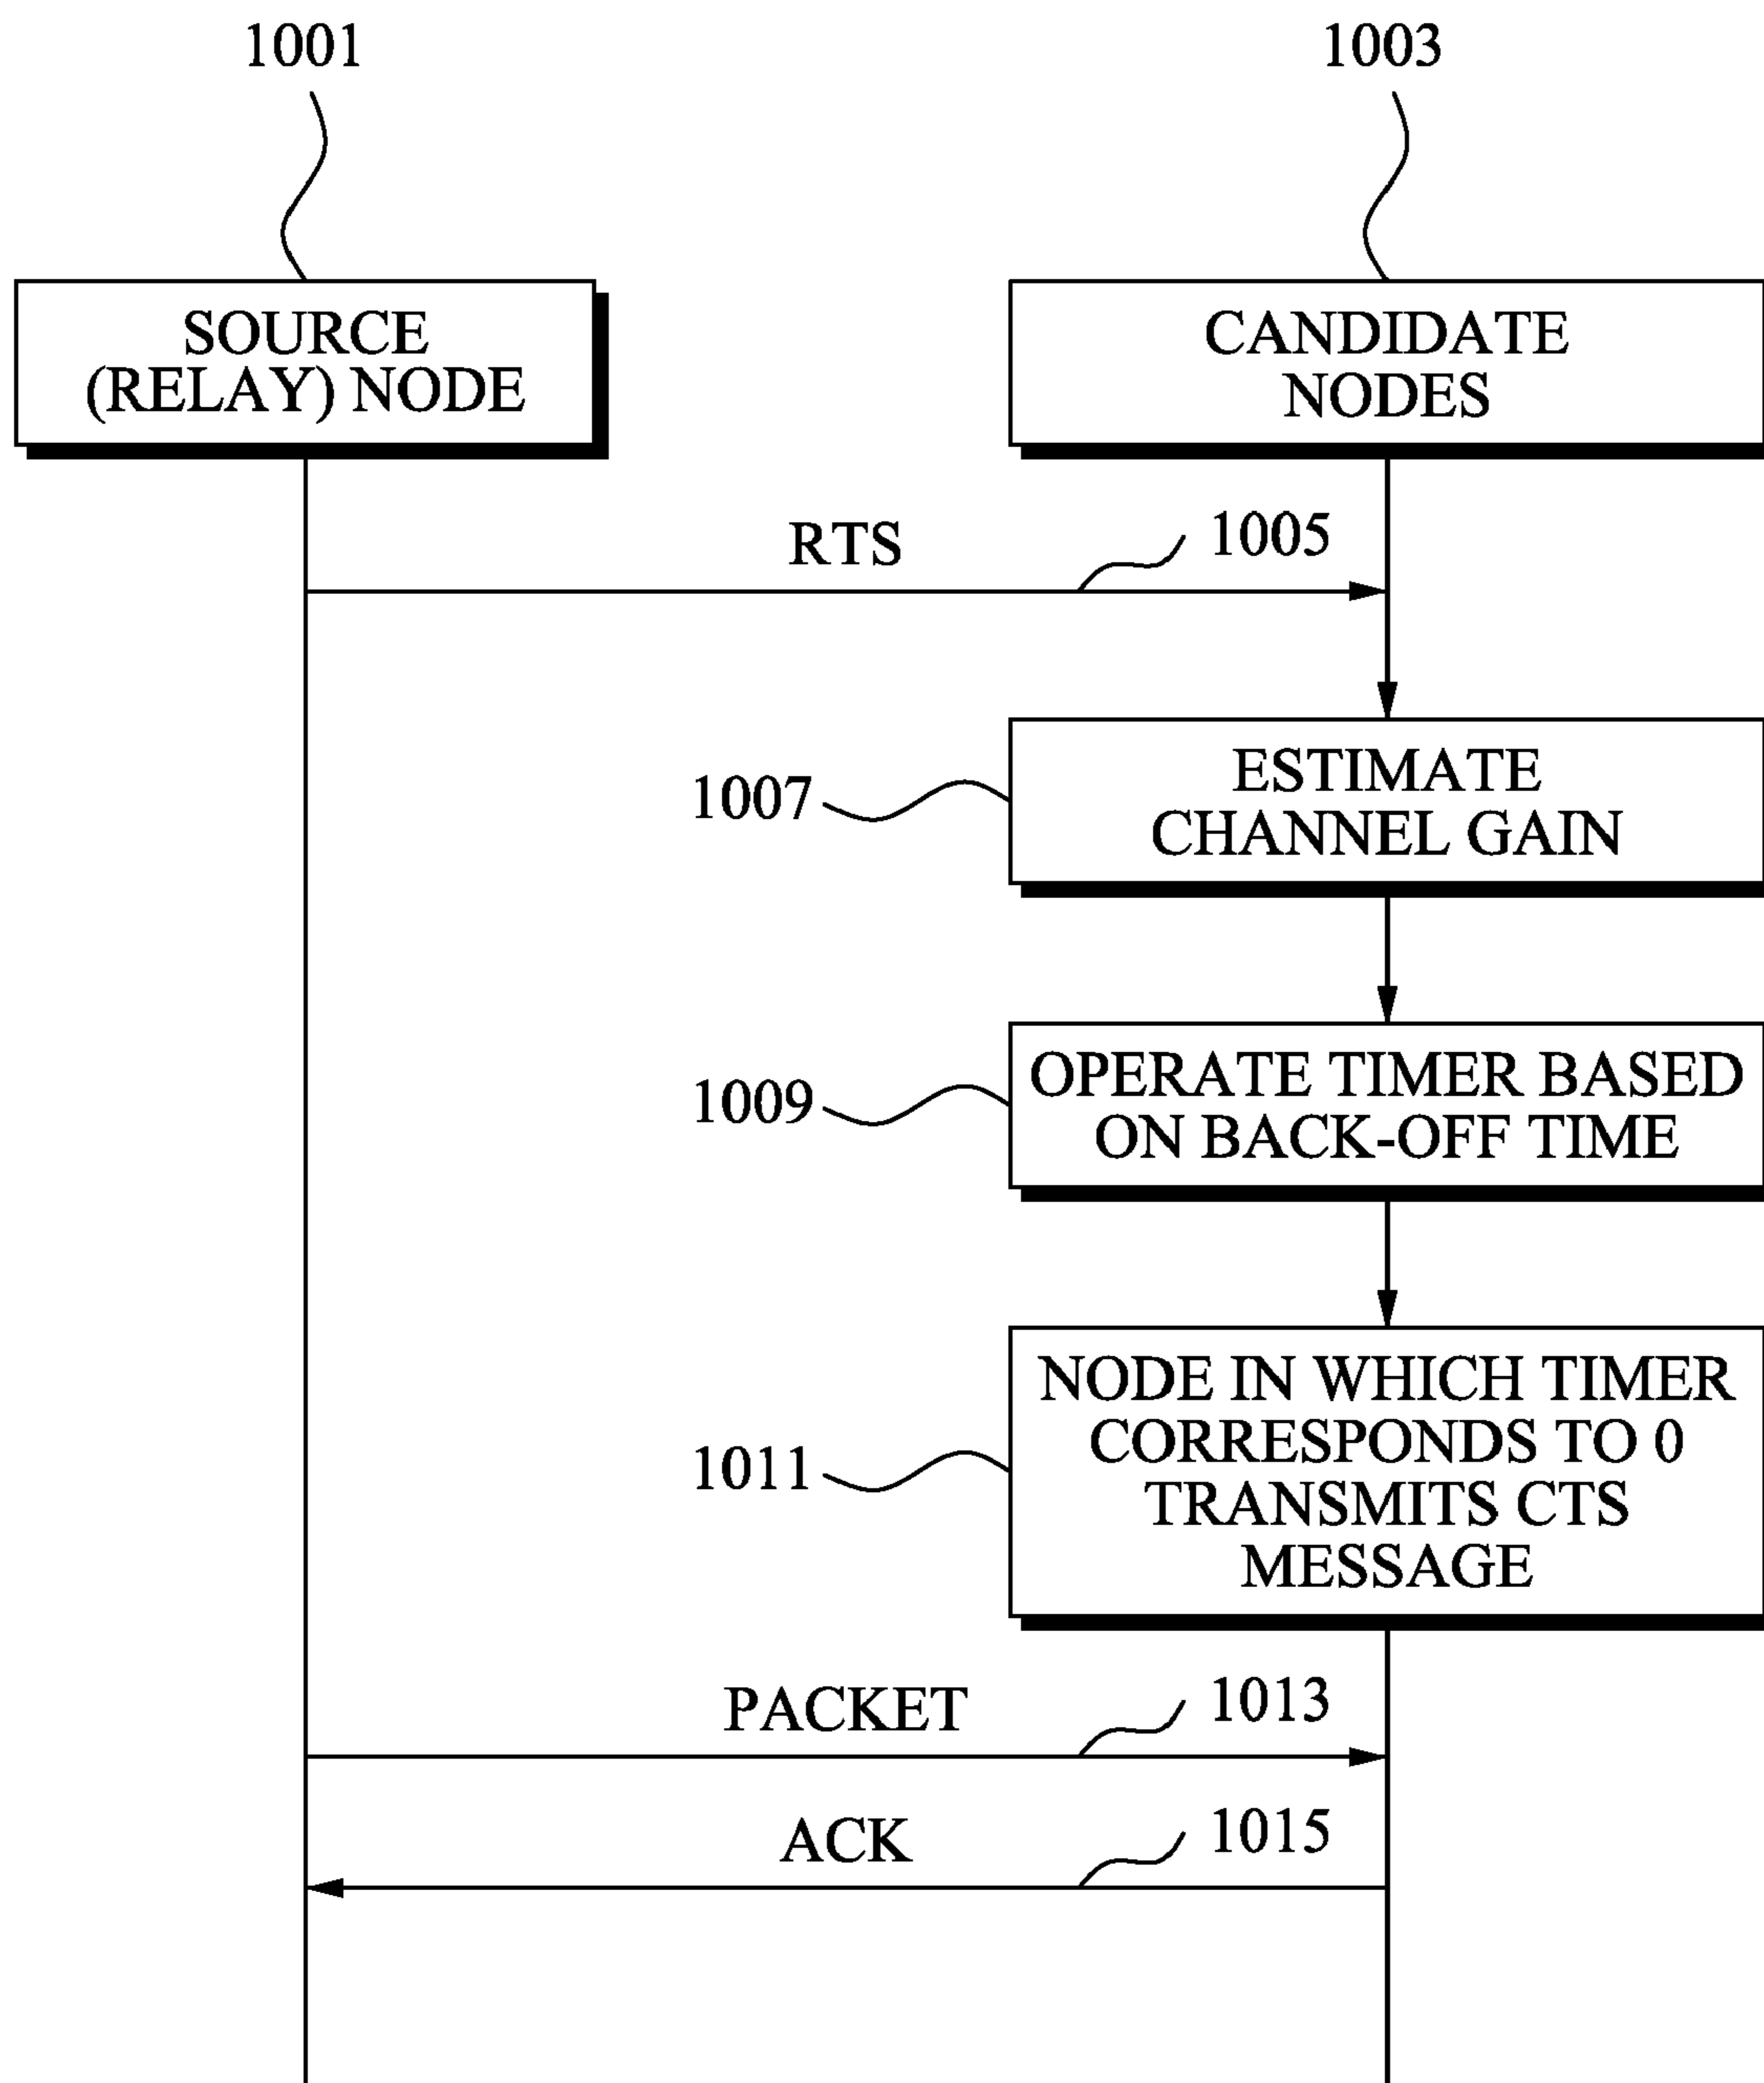 1001
1003
SOURCE
(RELAY) NODE
CANDIDATE
NODES
RTS
1005
1007
ESTIMATE
CHANNEL GAIN
1009
OPERATE TIMER BASED
ON BACK-OFF TIME
1011
NODE IN WHICH TIMER
CORRESPONDS TO 0
TRANSMITS CTS
MESSAGE
PACKET
1013
ACK
1015